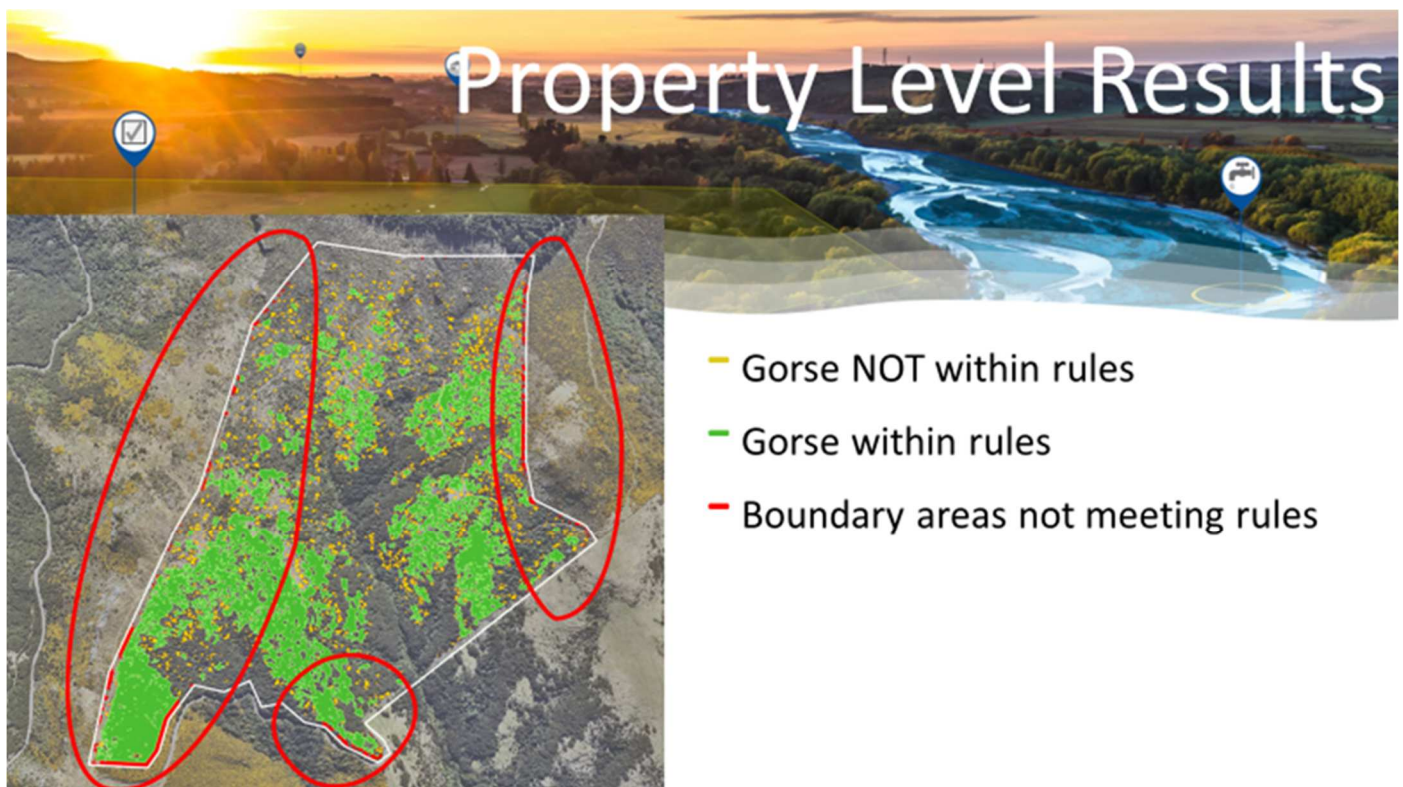 Property Level Results
Gorse NOT within rules
Gorse within rules
Boundary areas not meeting rules